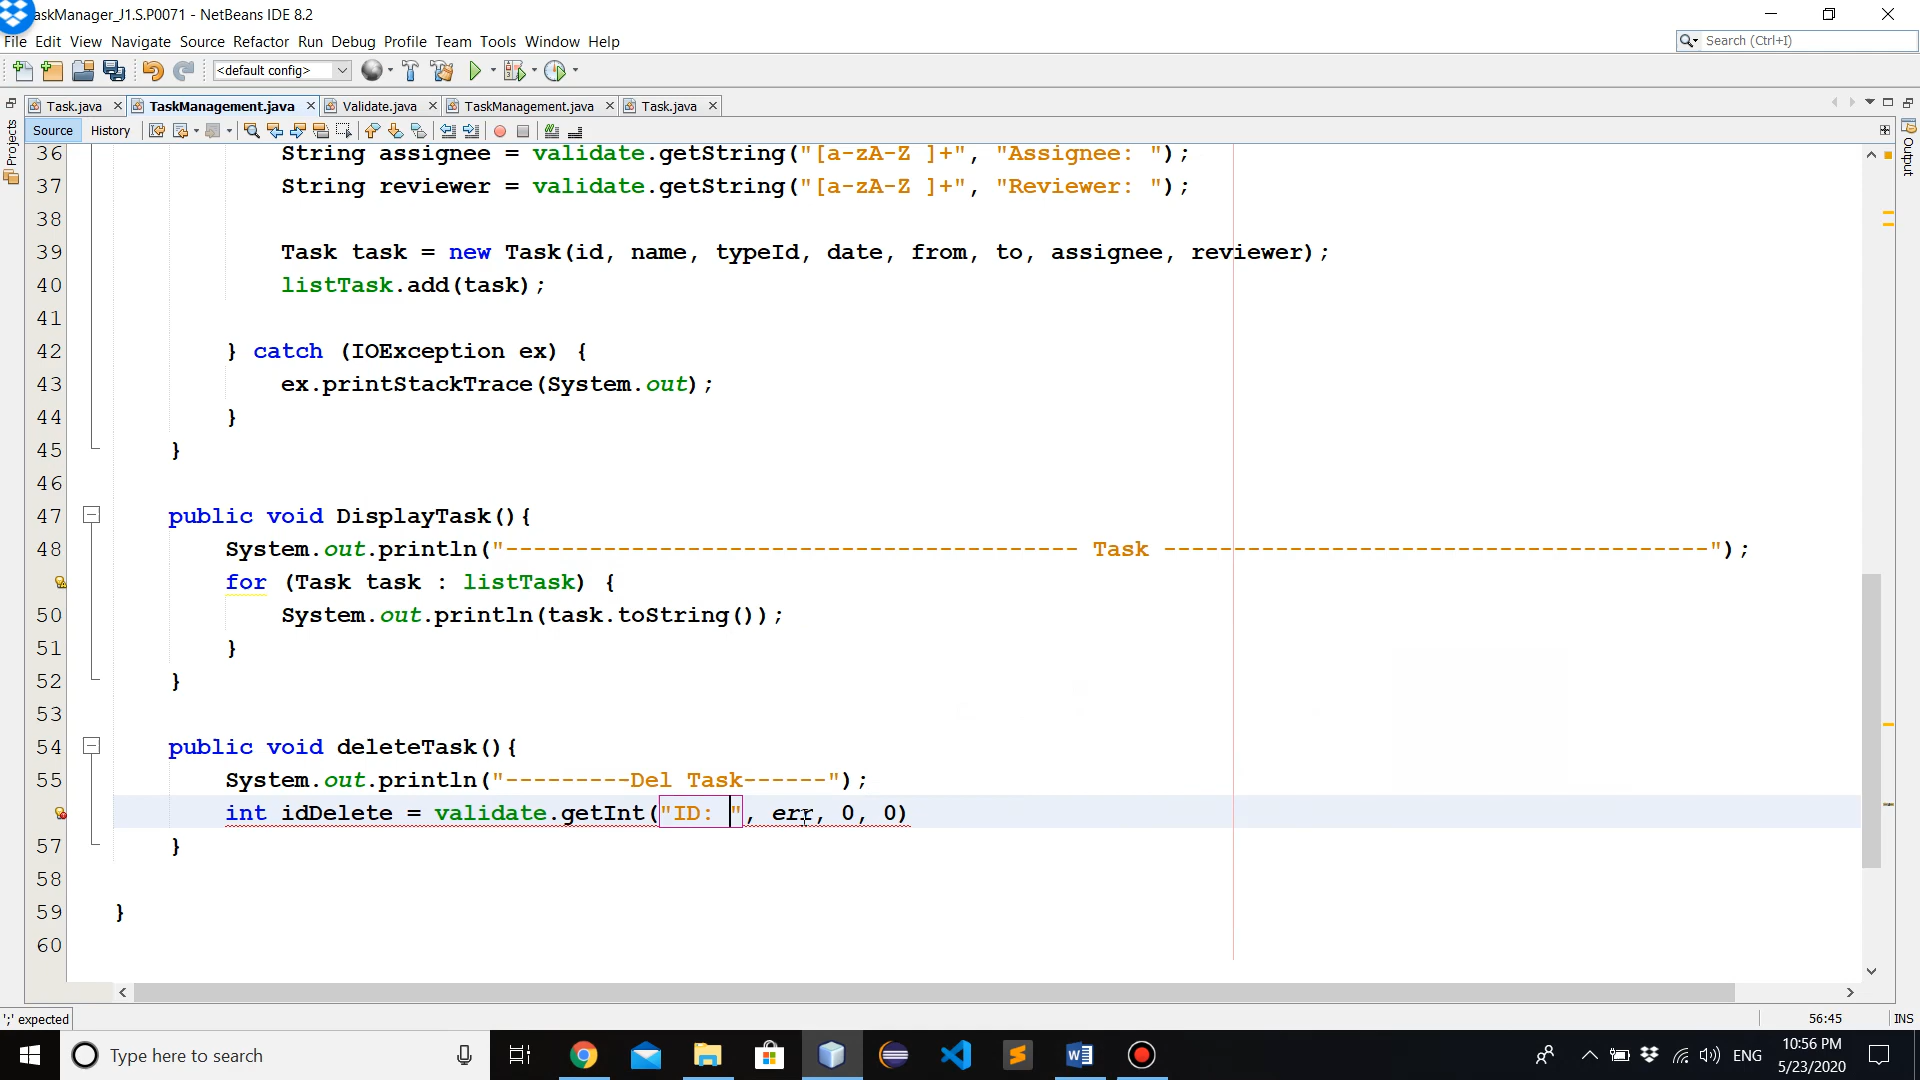 askManager_J1.S.P0071 - NetBeans IDE 8.2
File Edit View Navigate Source Refactor Run Debug Profile Team Tools Window Help
Search (Ctrl+I)
<default config>
Task.java TaskManagement.java Validate.java TaskManagement.java Task.java
Source History
Projects
Output
36 String assignee = validate.getString("[a-zA-Z ]+", "Assignee: ");
37 String reviewer = validate.getString("[a-zA-Z ]+", "Reviewer: ");
38
39 Task task = new Task(id, name, typeId, date, from, to, assignee, reviewer);
40 listTask.add(task);
41
42 } catch (IOException ex) {
43 ex.printStackTrace(System.out);
44 }
45 }
46
47 public void DisplayTask(){
48 System.out.println("----------------------------------------- Task ---------------------------------------");
for (Task task : listTask) {
50 System.out.println(task.toString());
51 }
52 }
53
54 public void deleteTask(){
55 System.out.println("---------Del Task------");
int idDelete = validate.getInt("ID: ", err, 0, 0)
57 }
58
59 }
60
';' expected
56:45 INS
Type here to search
ENG
10:56 PM
5/23/2020